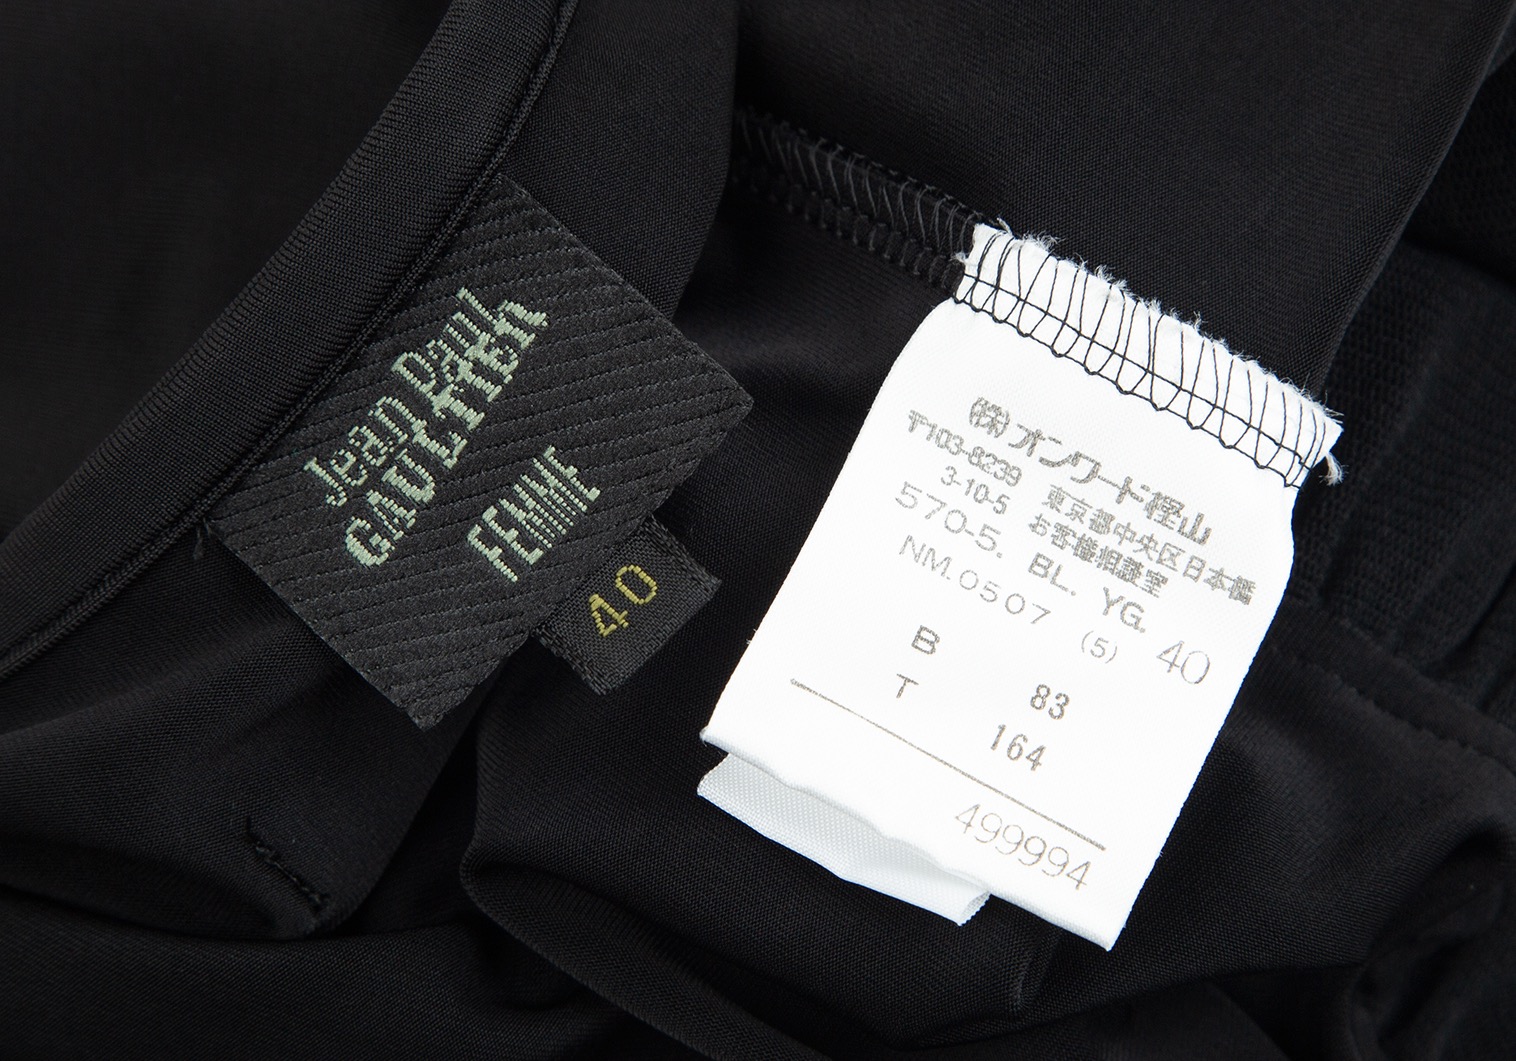 Jean Paul
GAULTIER
FEMME
40
㈱オンワード樫山
〒103-8239 東京都中央区日本橋
3-10-5 お客様相談室
570-5. BL. YG.
NM.0507 (5) 40
B 83
T 164
499994